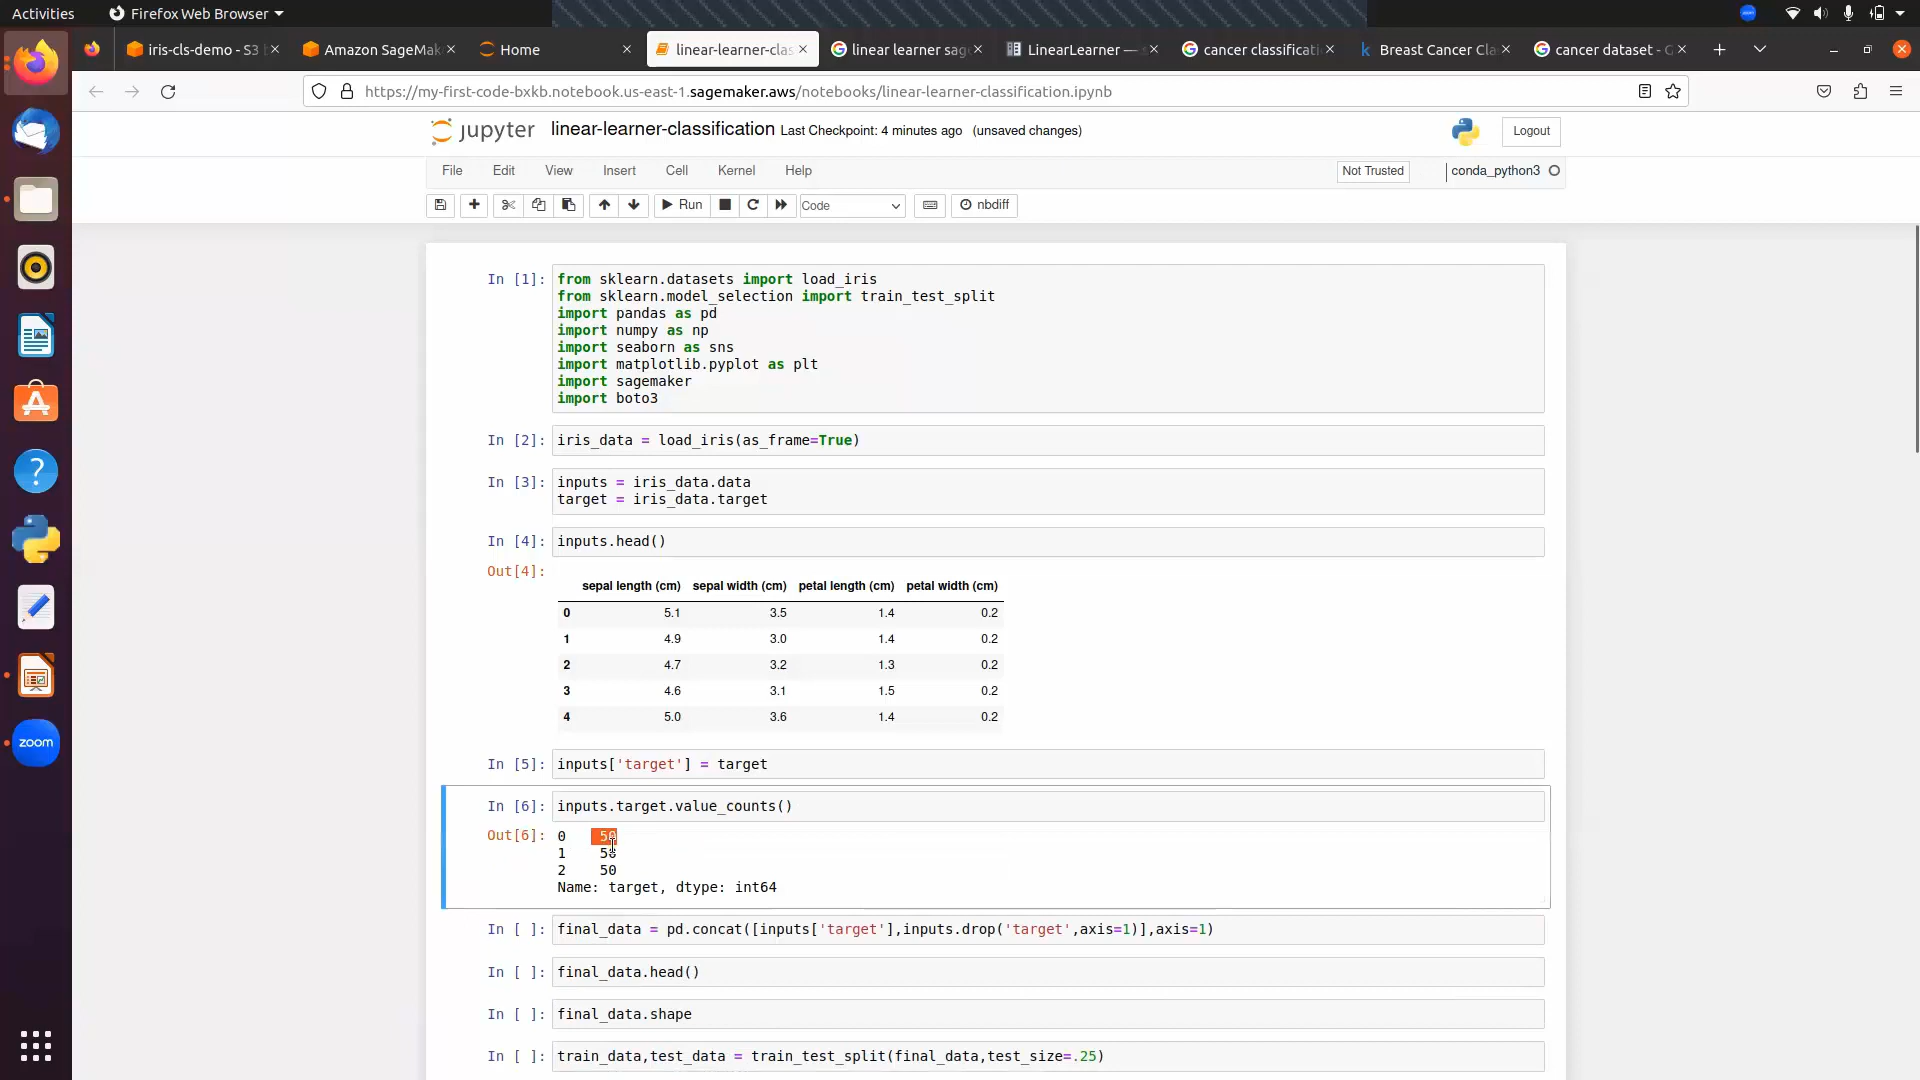 Activities
Firefox Web Browser
iris-cls-demo - S3
Amazon SageMak
Home
linear-learner-clas
linear learner sag
LinearLearner — s
cancer classificati
Breast Cancer Cla
cancer dataset - G
https://my-first-code-bxkb.notebook.us-east-1.sagemaker.aws/notebooks/linear-learner-classification.ipynb
jupyter linear-learner-classification Last Checkpoint: 4 minutes ago (unsaved changes)
Logout
File Edit View Insert Cell Kernel Help
Not Trusted
conda_python3
Run
Code
nbdiff
In [1]: from sklearn.datasets import load_iris
from sklearn.model_selection import train_test_split
import pandas as pd
import numpy as np
import seaborn as sns
import matplotlib.pyplot as plt
import sagemaker
import boto3
In [2]: iris_data = load_iris(as_frame=True)
In [3]: inputs = iris_data.data
target = iris_data.target
In [4]: inputs.head()
Out[4]:
sepal length (cm) sepal width (cm) petal length (cm) petal width (cm)
0 5.1 3.5 1.4 0.2
1 4.9 3.0 1.4 0.2
2 4.7 3.2 1.3 0.2
3 4.6 3.1 1.5 0.2
4 5.0 3.6 1.4 0.2
In [5]: inputs['target'] = target
In [6]: inputs.target.value_counts()
Out[6]: 0 50
1 50
2 50
Name: target, dtype: int64
In [ ]: final_data = pd.concat([inputs['target'],inputs.drop('target',axis=1)],axis=1)
In [ ]: final_data.head()
In [ ]: final_data.shape
In [ ]: train_data,test_data = train_test_split(final_data,test_size=.25)
zoom